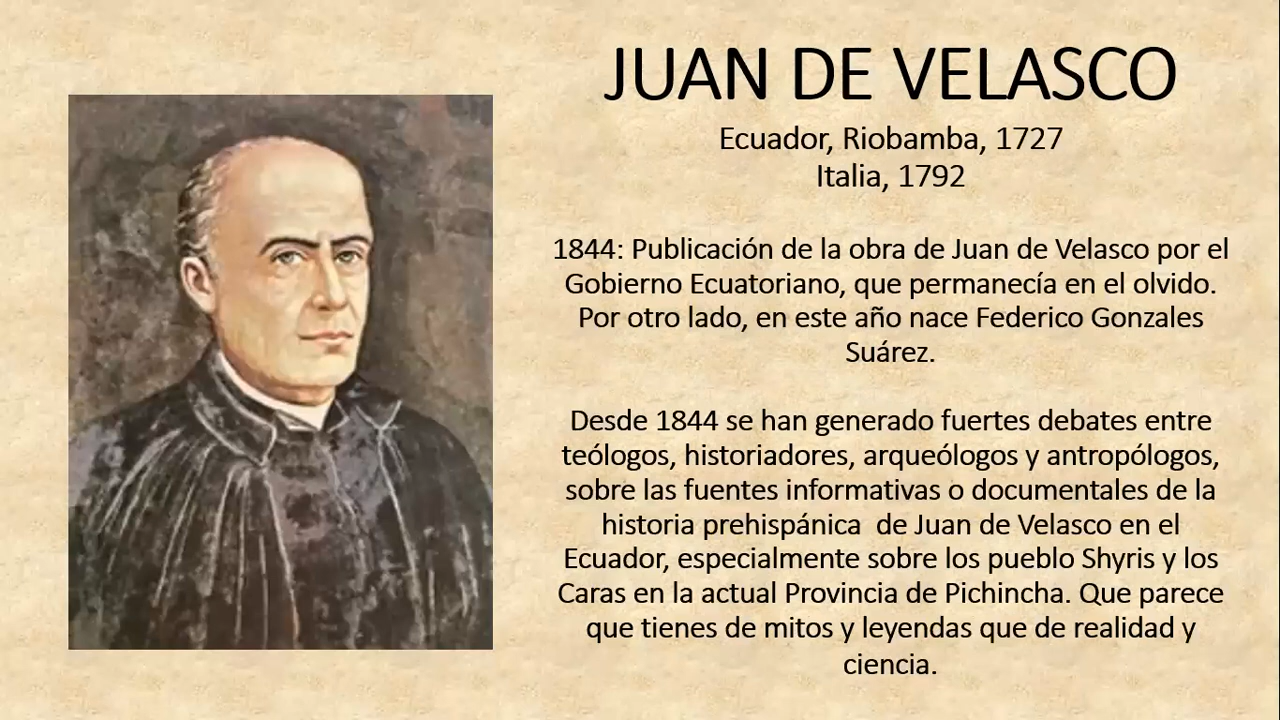 JUAN DE VELASCO
Ecuador, Riobamba, 1727
Italia, 1792
1844: Publicación de la obra de Juan de Velasco por el
Gobierno Ecuatoriano, que permanecía en el olvido.
Por otro lado, en este año nace Federico Gonzales
Suárez.
Desde 1844 se han generado fuertes debates entre
teólogos, historiadores, arqueólogos y antropólogos,
sobre las fuentes informativas o documentales de la
historia prehispánica  de Juan de Velasco en el
Ecuador, especialmente sobre los pueblo Shyris y los
Caras en la actual Provincia de Pichincha. Que parece
que tienes de mitos y leyendas que de realidad y
ciencia.